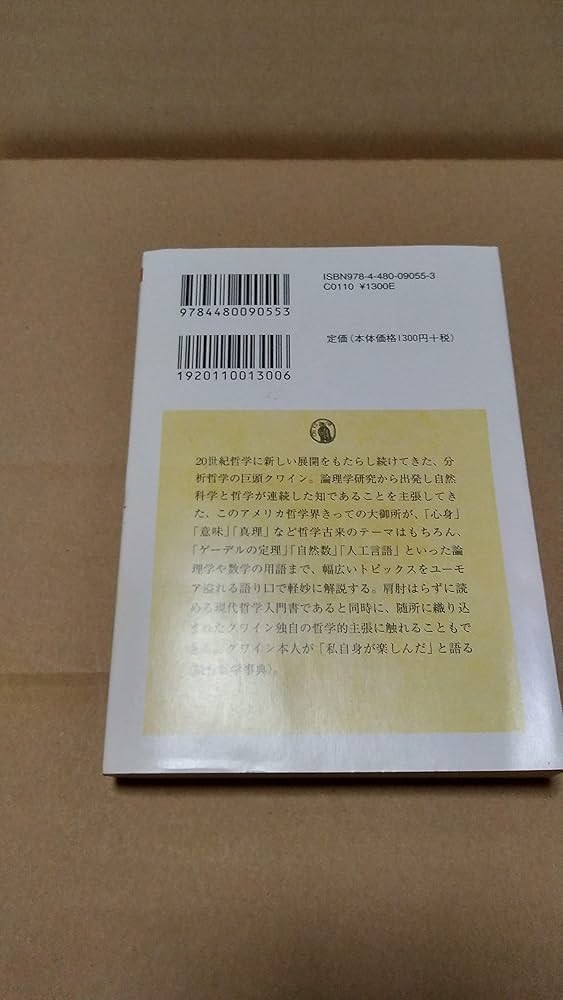 ISBN978-4-480-09055-3
C0110 ¥1300E
9784480090553
定価(本体価格1300円+税)
1920110013006
20世紀哲学に新しい展開をもたらし続けてきた、分
析哲学の巨頭クワイン。論理学研究から出発し自然
科学と哲学が連続した知であることを主張してき
た、このアメリカ哲学界きっての大御所が、「心身」
「意味」「真理」など哲学古来のテーマはもちろん、
「ゲーデルの定理」「自然数」「人工言語」といった論
理学や数学の用語まで、幅広いトピックスをユーモ
ア溢れる語り口で軽妙に解説する。肩肘はらずに読
める現代哲学入門書であると同時に、随所に織り込
まれたクワイン独自の哲学的主張に触れることもで
きる、クワイン本人が「私自身が楽しんだ」と語る
哲学事典。